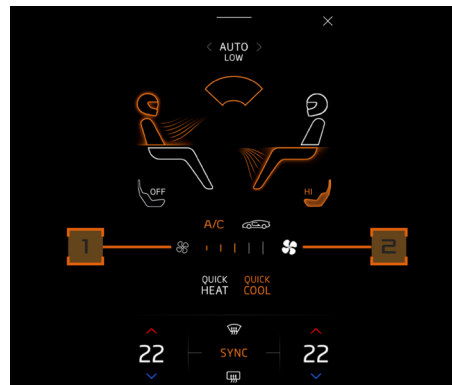 AUTO
LOW
OFF
HI
A/C
1
2
QUICK
HEAT
QUICK
COOL
22
SYNC
22